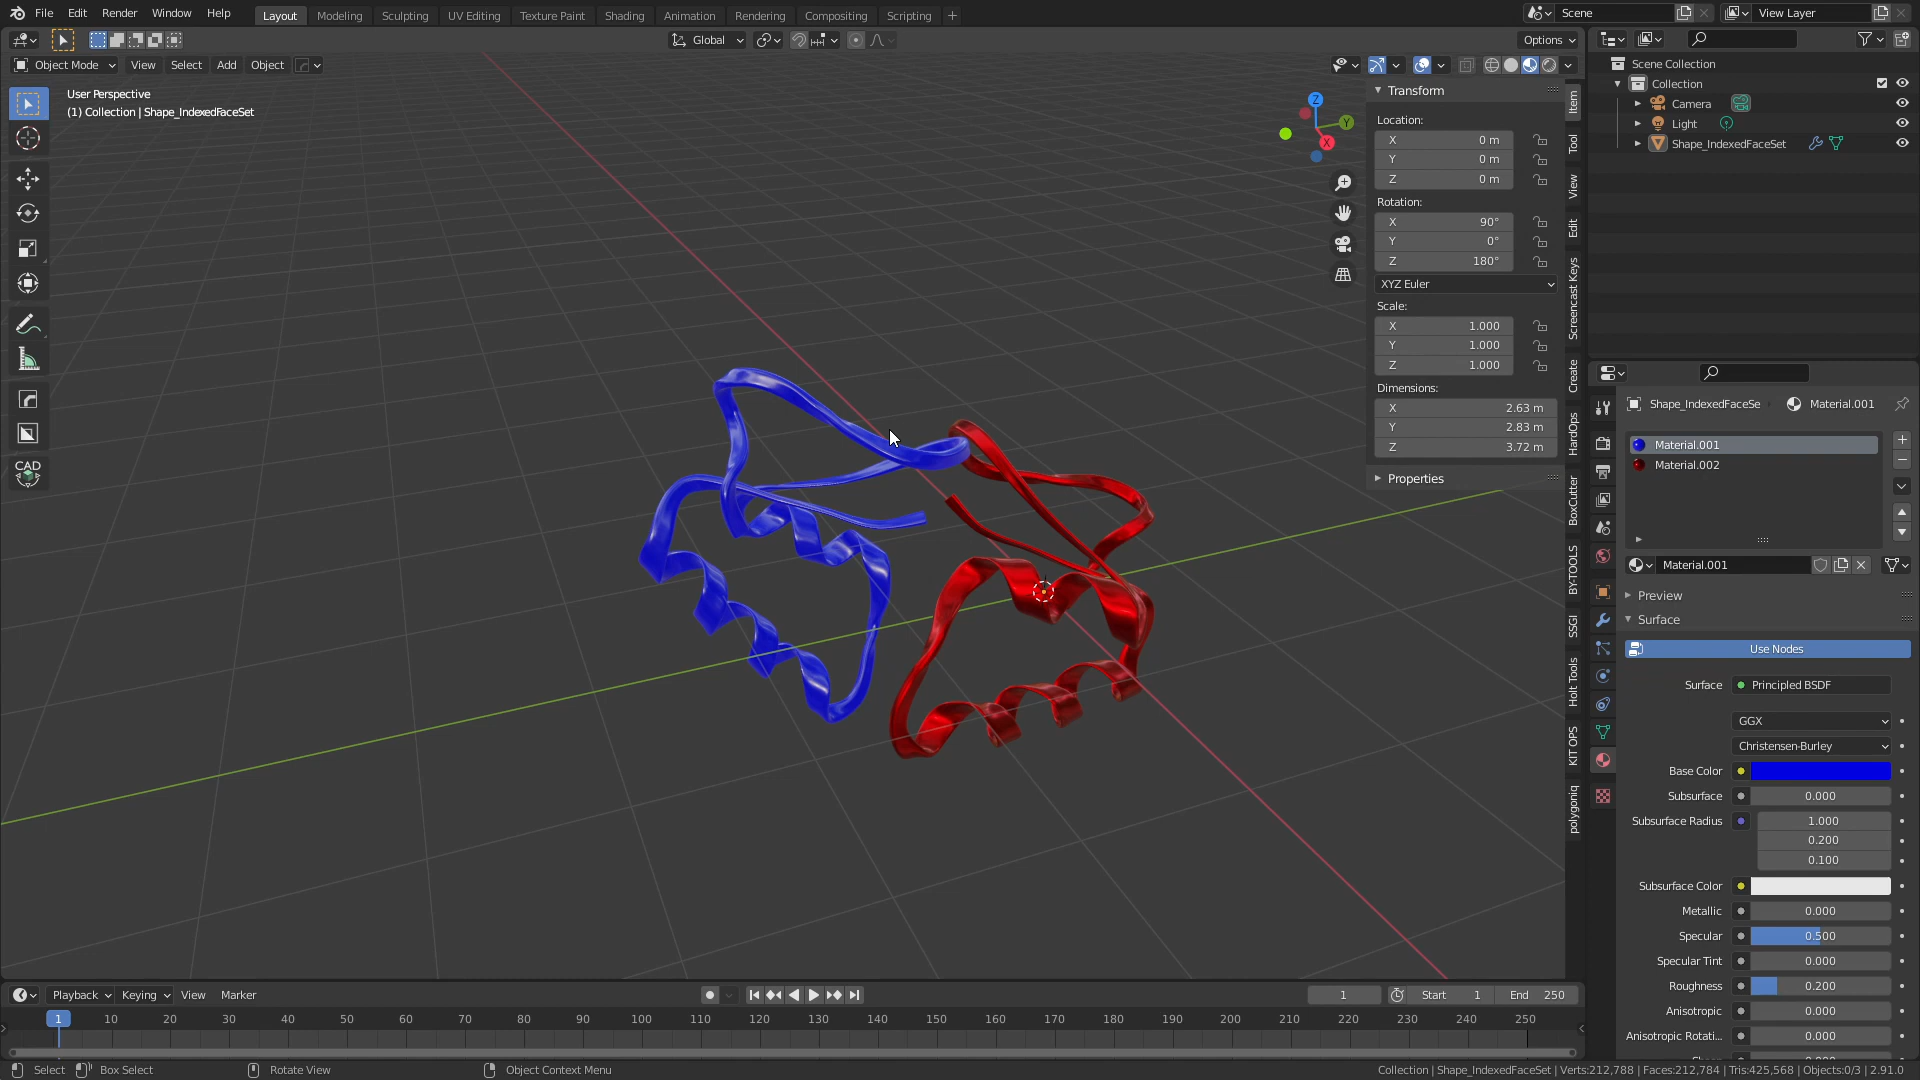 File Edit Render Window Help Layout Modeling Sculpting UV Editing Texture Paint Shading Animation Rendering Compositing Scripting + Scene View Layer
Global Options
Object Mode View Select Add Object
User Perspective
(1) Collection | Shape_IndexedFaceSet
Z
Y
X
Transform
Location:
X 0 m
Y 0 m
Z 0 m
Rotation:
X 90°
Y 0°
Z 180°
XYZ Euler
Scale:
X 1.000
Y 1.000
Z 1.000
Dimensions:
X 2.63 m
Y 2.83 m
Z 3.72 m
Properties
Item
Tool
View
Edit
Screencast Keys
Create
HardOps
BoxCutter
BY-TOOLS
SSGI
Holt Tools
KIT OPS
polygoniq
CAD
Scene Collection
Collection
Camera
Light
Shape_IndexedFaceSet
Shape_IndexedFaceSe Material.001
Material.001
Material.002
Material.001
Preview
Surface
Use Nodes
Surface Principled BSDF
GGX
Christensen-Burley
Base Color
Subsurface 0.000
Subsurface Radius 1.000
0.200
0.100
Subsurface Color
Metallic 0.000
Specular 0.500
Specular Tint 0.000
Roughness 0.200
Anisotropic 0.000
Anisotropic Rotati... 0.000
Playback Keying View Marker 1 Start 1 End 250
1 10 20 30 40 50 60 70 80 90 100 110 120 130 140 150 160 170 180 190 200 210 220 230 240 250
Select Box Select Rotate View Object Context Menu Collection | Shape_IndexedFaceSet | Verts:212,788 | Faces:212,784 | Tris:425,568 | Objects:0/3 | 2.91.0